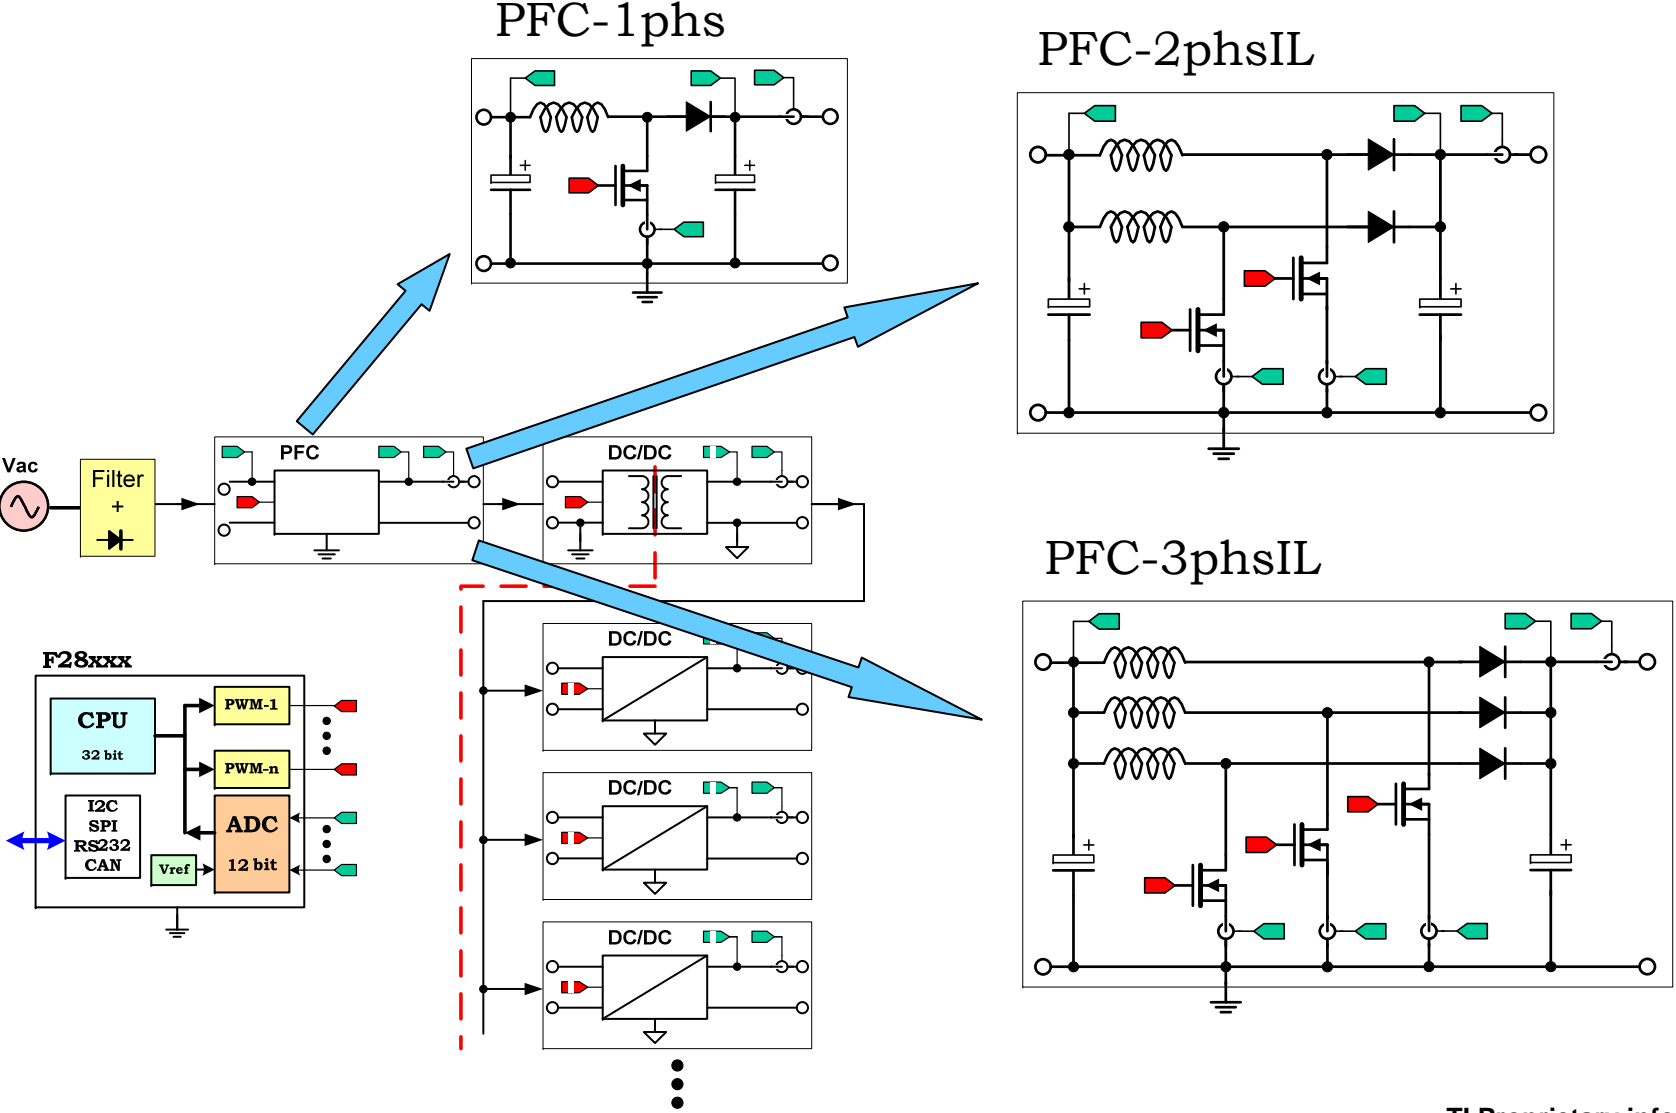 PFC-1phs
PFC-2phsIL
+
+
+
+
Vac
Filter
+
PFC
DC/DC
PFC-3phsIL
DC/DC
F28xxx
CPU
32 bit
PWM-1
PWM-n
I2C
SPI
RS232
CAN
ADC
12 bit
Vref
DC/DC
+
+
DC/DC